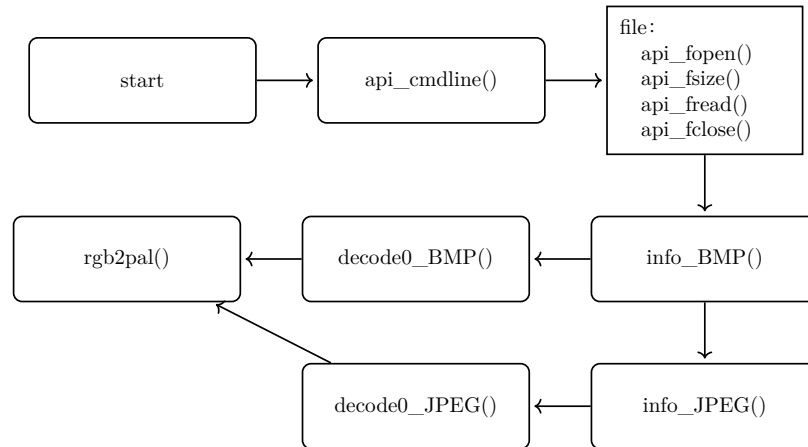 start
api_cmdline()
file:
api_fopen()
api_fsize()
api_fread()
api_fclose()
rgb2pal()
decode0_BMP()
info_BMP()
decode0_JPEG()
info_JPEG()